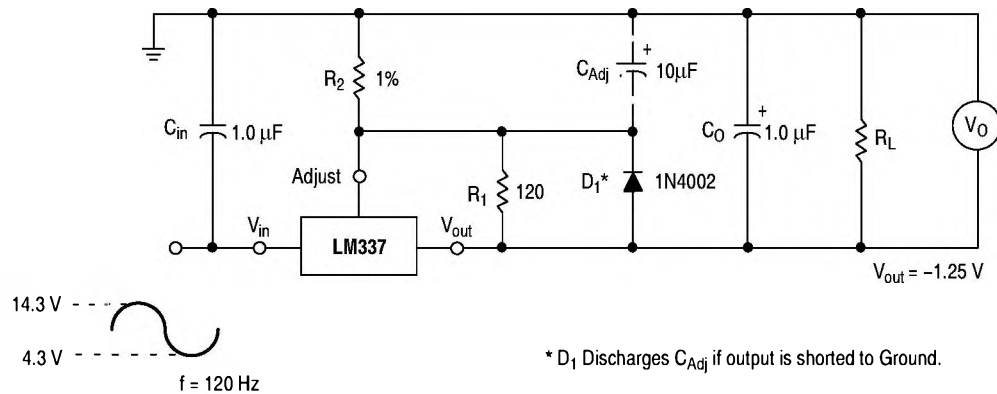 R2 1%
CAdj + 10µF
Cin 1.0 µF
CO + 1.0 µF
RL
VO
Adjust
R1 120
D1* 1N4002
Vin
LM337
Vout
Vout = –1.25 V
14.3 V
4.3 V
f = 120 Hz
* D1 Discharges CAdj if output is shorted to Ground.